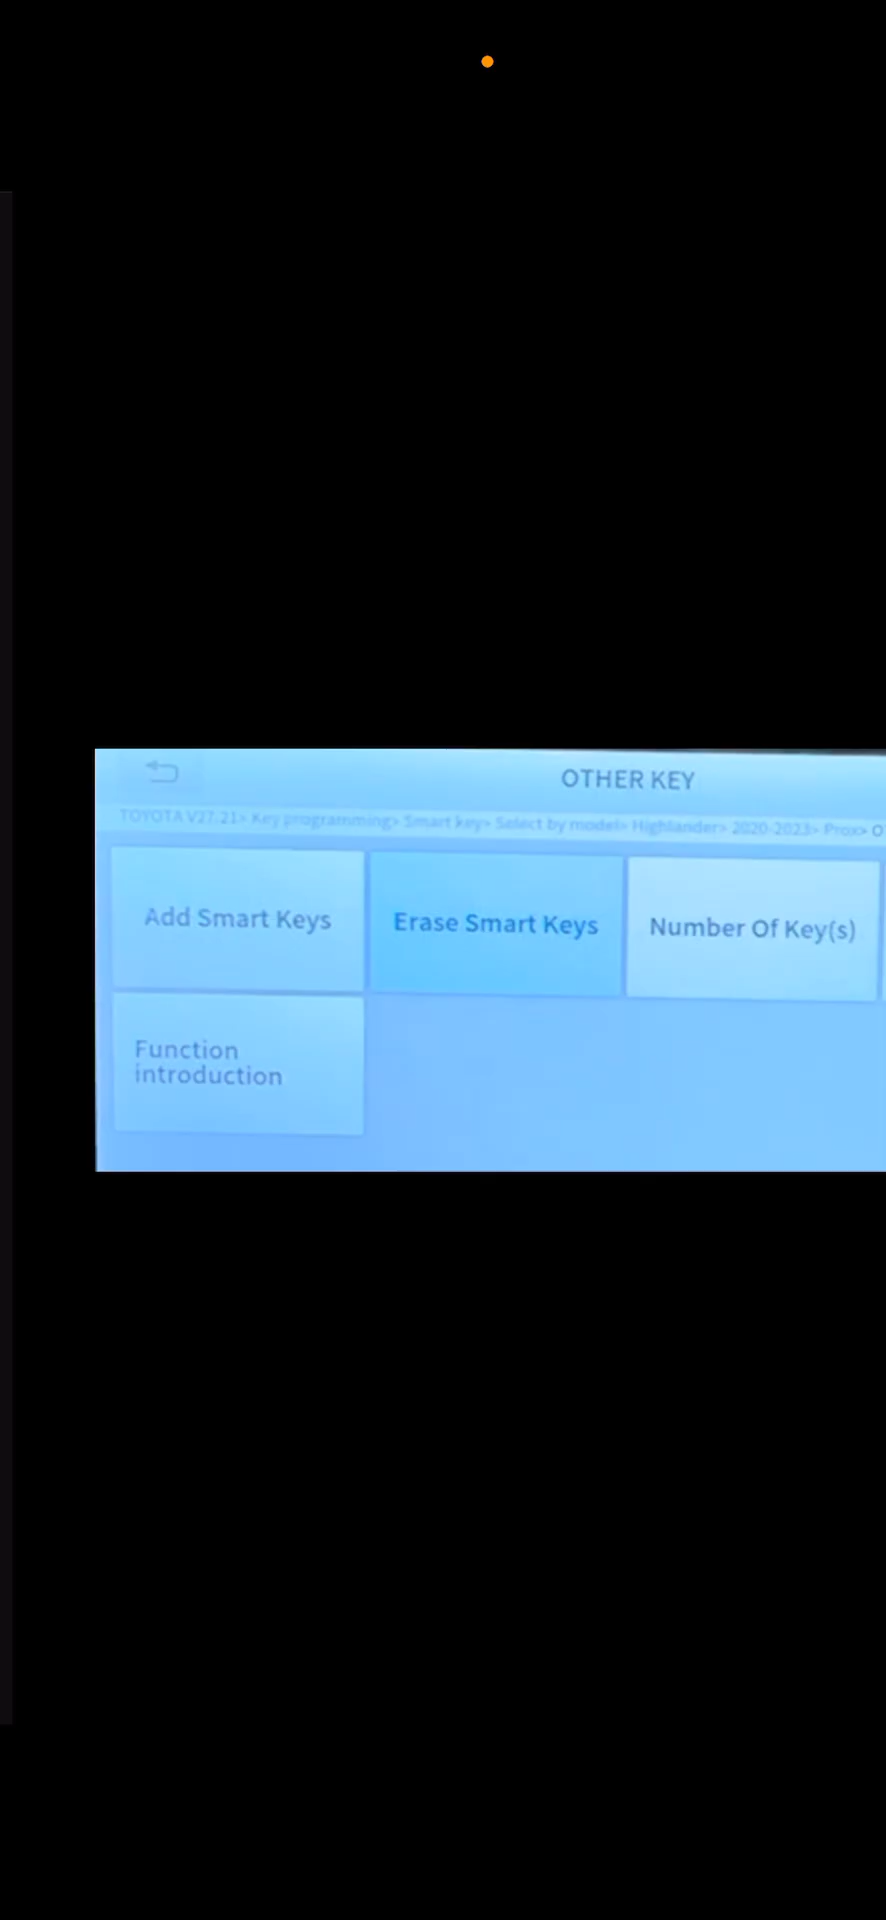 OTHER KEY
TOYOTA V27.21> Key programming> Smart key> Select by model> Highlander> 2020-2023> Prox>
Add Smart Keys
Erase Smart Keys
Number Of Key(s)
Function
introduction